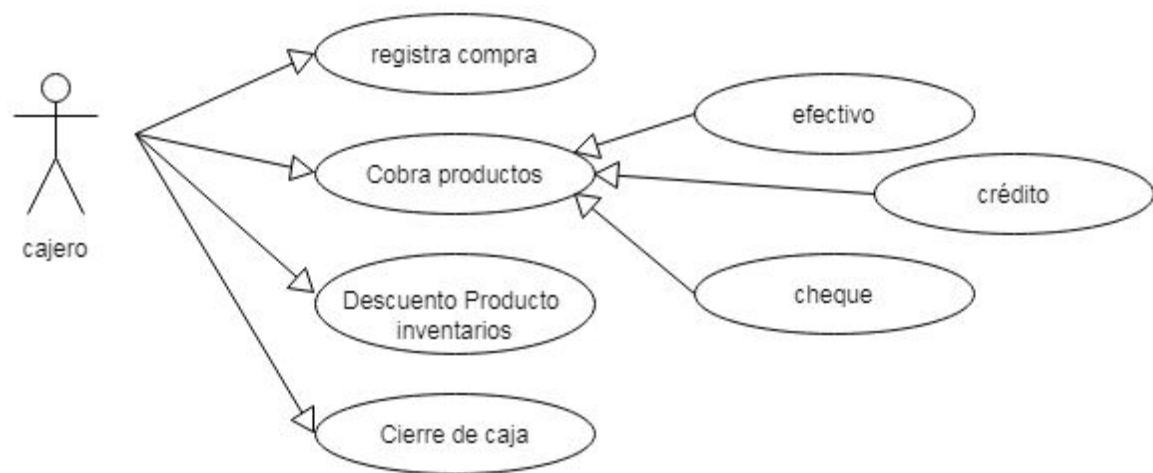 registra compra
efectivo
Cobra productos
crédito
cajero
cheque
Descuento Producto
inventarios
Cierre de caja